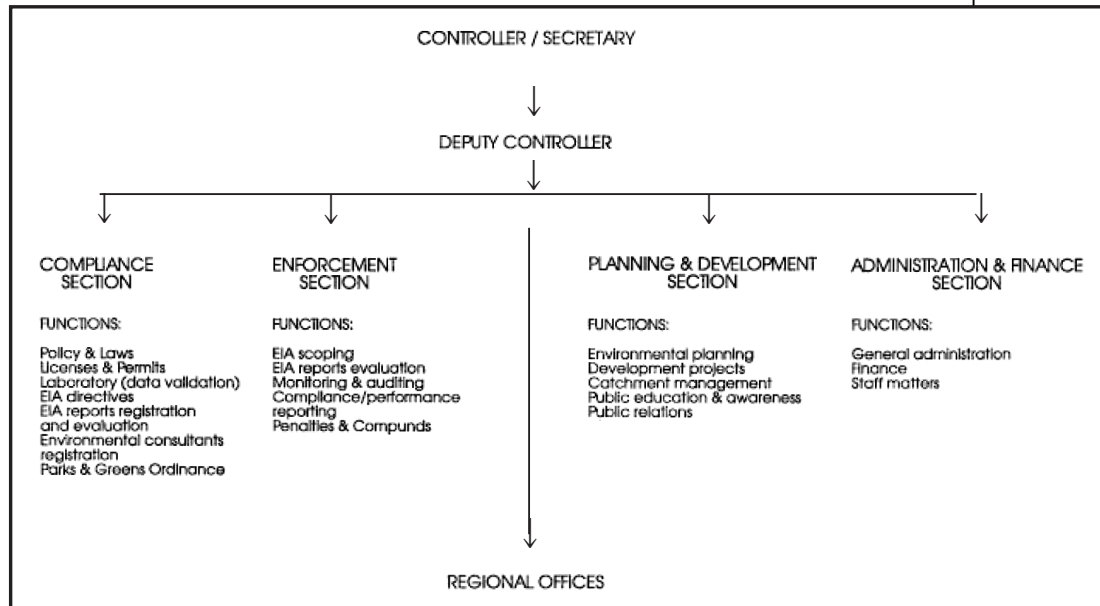 CONTROLLER / SECRETARY
DEPUTY CONTROLLER
COMPLIANCE
SECTION
FUNCTIONS:
Policy & Laws
Licenses & Permits
Laboratory (data validation)
EIA directives
EIA reports registration
and evaluation
Environmental consultants
registration
Parks & Greens Ordinance
ENFORCEMENT
SECTION
FUNCTIONS:
EIA scoping
EIA reports evaluation
Monitoring & auditing
Compliance/performance
reporting
Penalties & Compunds
PLANNING & DEVELOPMENT
SECTION
FUNCTIONS:
Environmental planning
Development projects
Catchment management
Public education & awareness
Public relations
ADMINISTRATION & FINANCE
SECTION
FUNCTIONS:
General administration
Finance
Staff matters
REGIONAL OFFICES